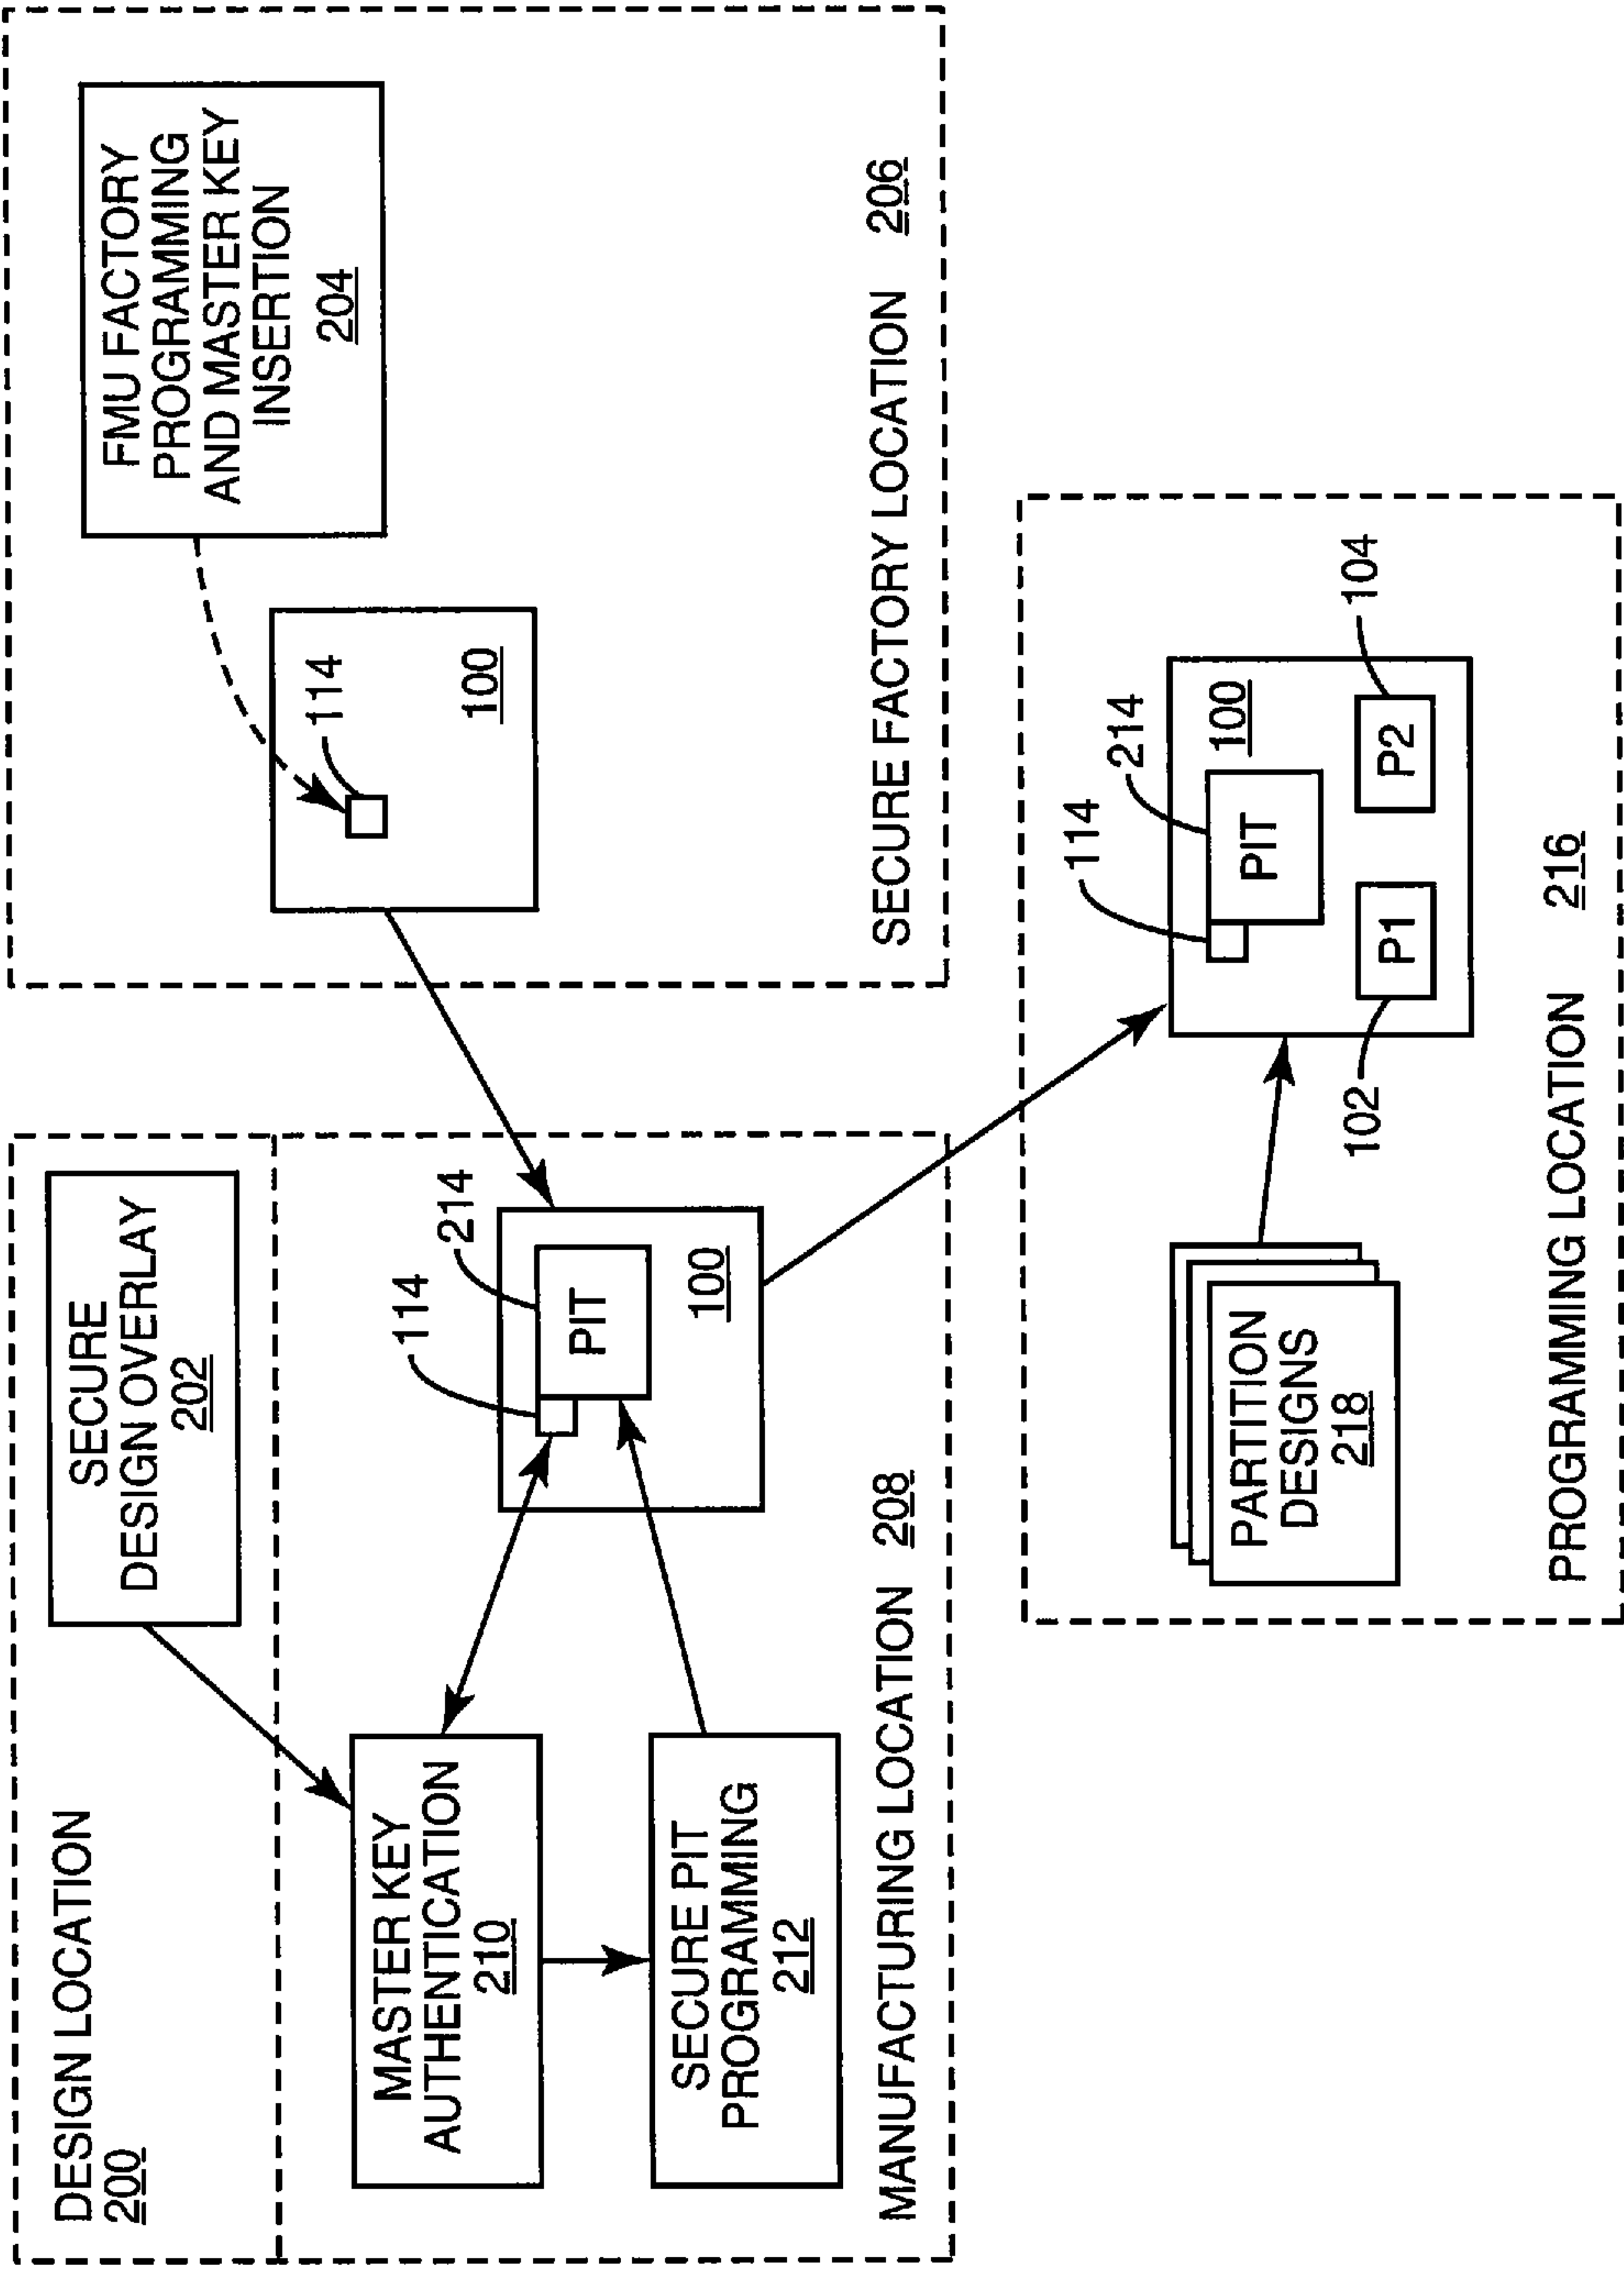 DESIGN LOCATION
200
SECURE
DESIGN OVERLAY
202
MASTER KEY
AUTHENTICATION
210
SECURE PIT
PROGRAMMING
212
114
214
PIT
100
MANUFACTURING LOCATION 208
FMU FACTORY
PROGRAMMING
AND MASTER KEY
INSERTION
204
114
100
SECURE FACTORY LOCATION 206
PARTITION
DESIGNS
218
114
214
PIT
100
P1
P2
102
104
PROGRAMMING LOCATION 216